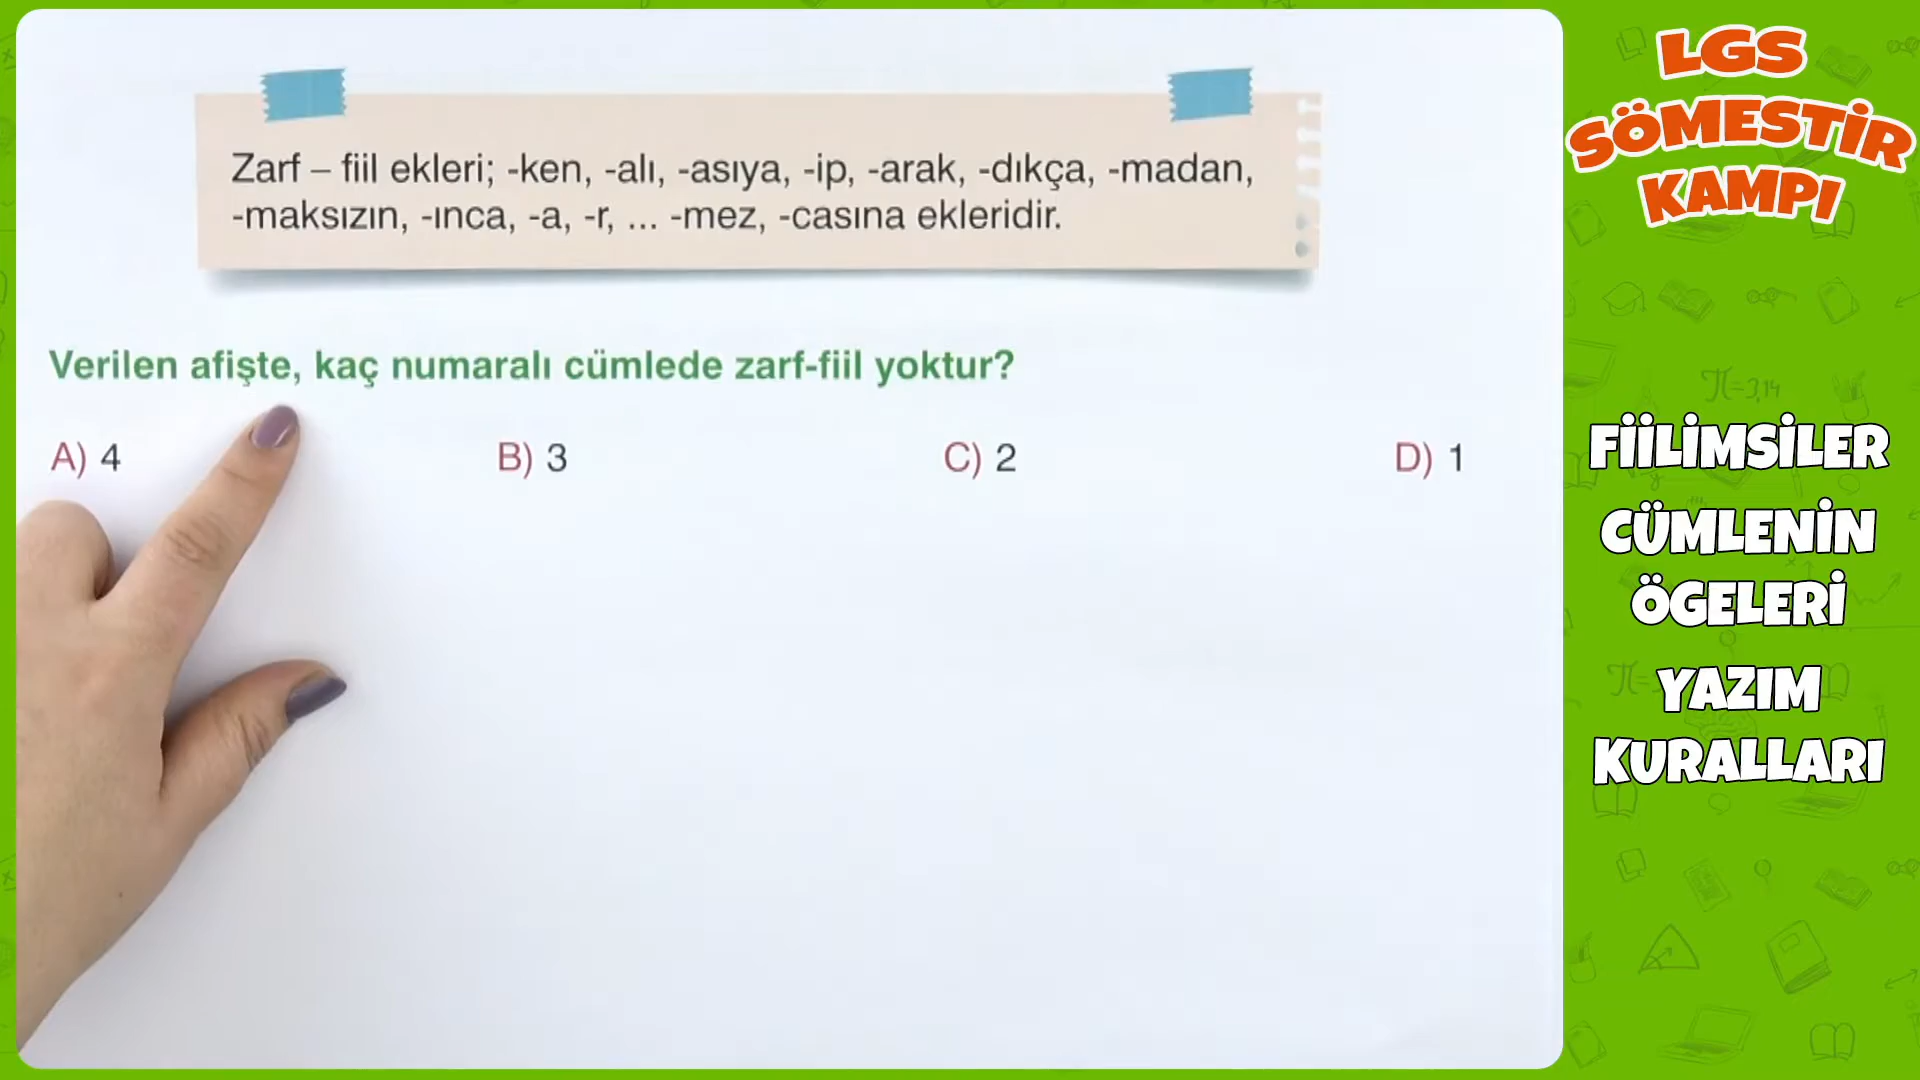 Zarf – fiil ekleri; -ken, -alı, -asıya, -ip, -arak, -dıkça, -madan,
-maksızın, -ınca, -a, -r, ... -mez, -casına ekleridir.
Verilen afişte, kaç numaralı cümlede zarf-fiil yoktur?
A) 4
B) 3
C) 2
D) 1
LGS
SÖMESTİR
KAMPI
π=3,14
FİİLİMSİLER
CÜMLENİN
ÖGELERİ
YAZIM
KURALLARI